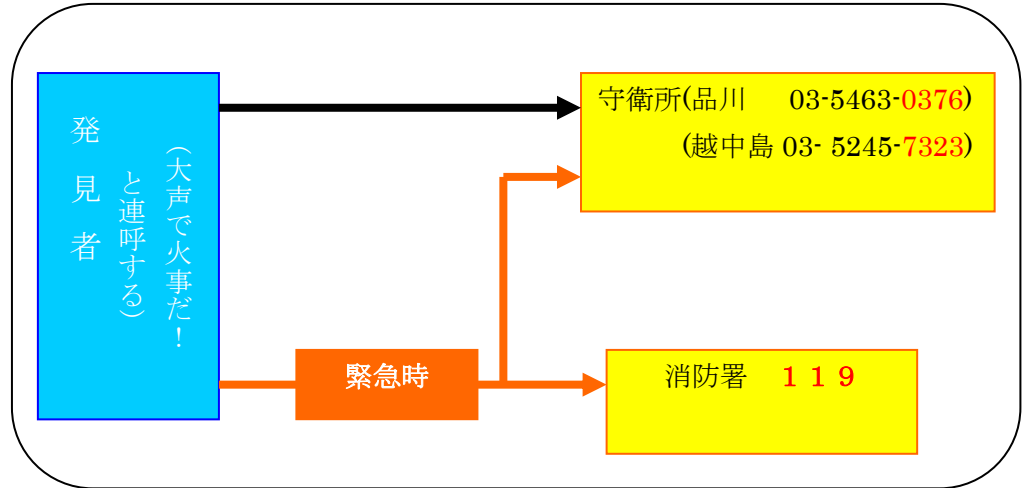 発見者
(大声で火事だ!
と連呼する)
守衛所(品川 03-5463-0376)
(越中島 03- 5245-7323)
緊急時
消防署 119